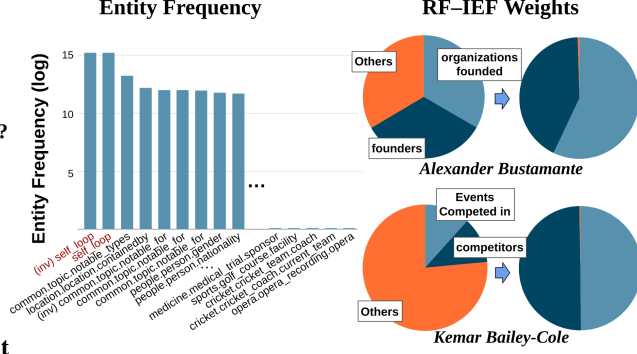 Entity Frequency
Entity Frequency (log)
15
10
5
...
(inv) self_loop
self_loop
common.topic.notable_types
location.location.containedby
(inv) common.topic.notable_for
common.topic.notable_for
common.topic.notable_for
people.person.gender
people.person.nationality
...
medicine.medical_trial.sponsor
sports.golf_course.facility
cricket.cricket_team.coach
cricket.cricket_coach.current_team
opera.opera_recording.opera
RF–IEF Weights
Others
organizations
founded
founders
Alexander Bustamante
Events
Competed in
competitors
Others
Kemar Bailey-Cole
?
t